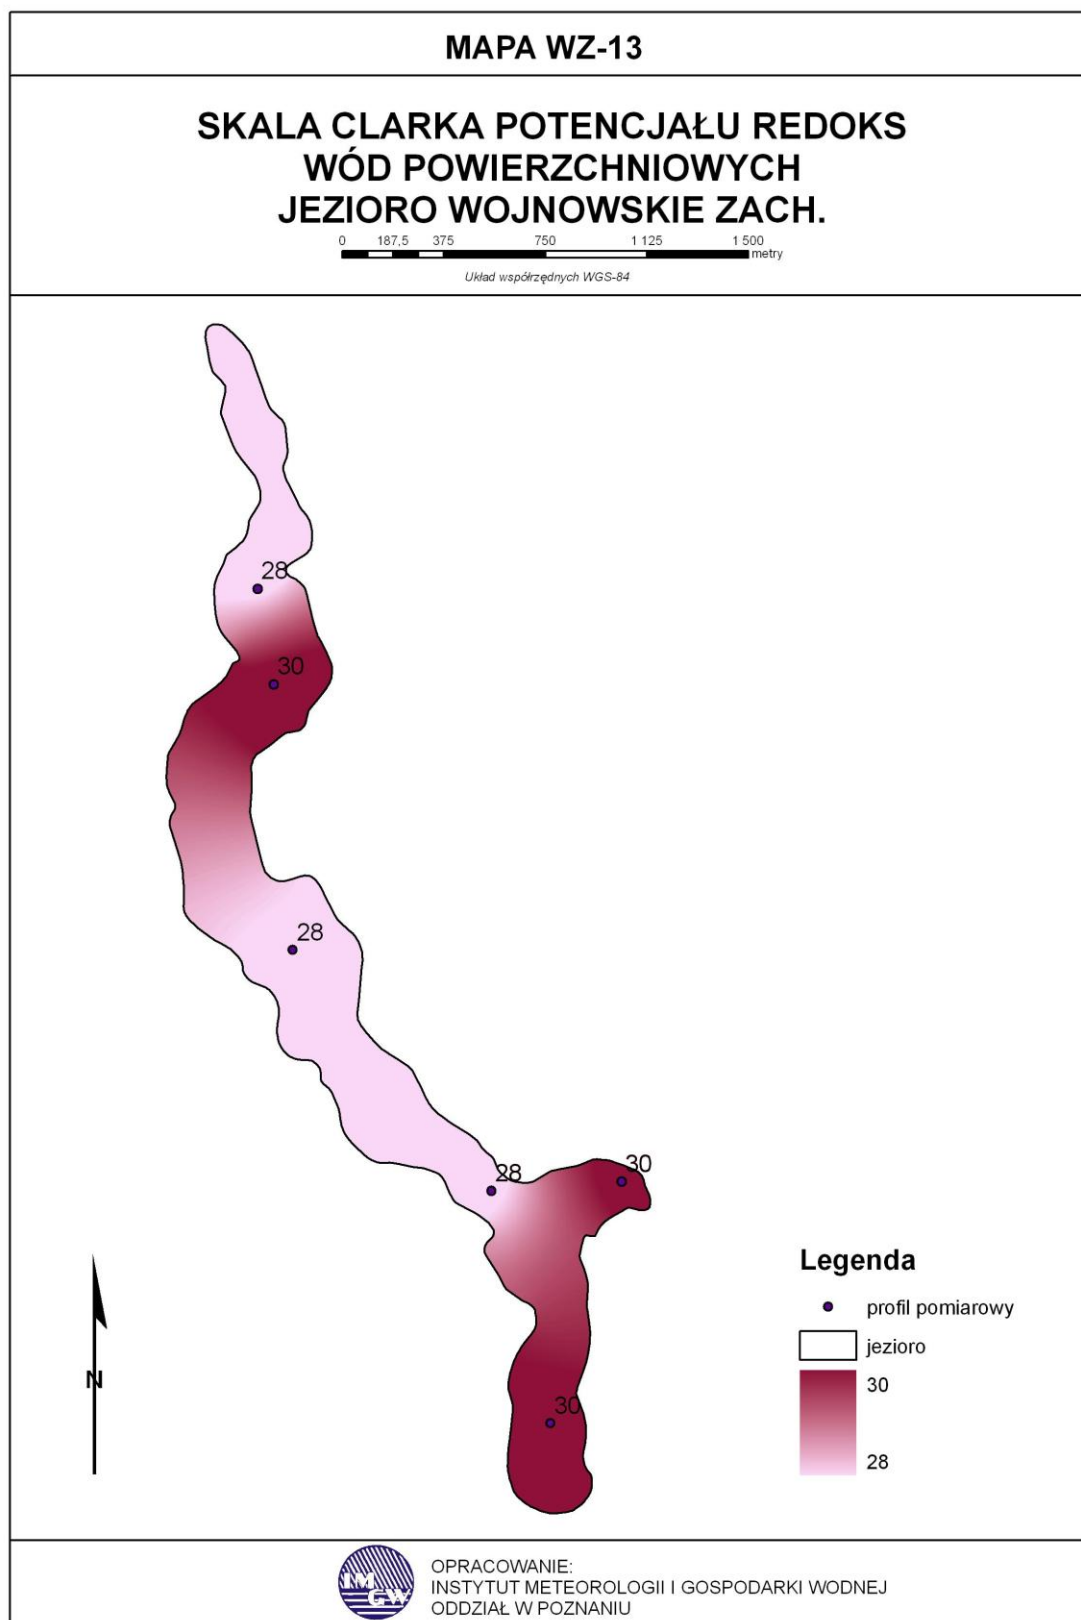 MAPA WZ-13
SKALA CLARKA POTENCJAŁU REDOKS
WÓD POWIERZCHNIOWYCH
JEZIORO WOJNOWSKIE ZACH.
0 187,5 375 750 1 125 1 500
metry
Układ współrzędnych WGS-84
28
30
28
28
30
30
N
Legenda
profil pomiarowy
jezioro
30
28
IM
GW
OPRACOWANIE:
INSTYTUT METEOROLOGII I GOSPODARKI WODNEJ
ODDZIAŁ W POZNANIU